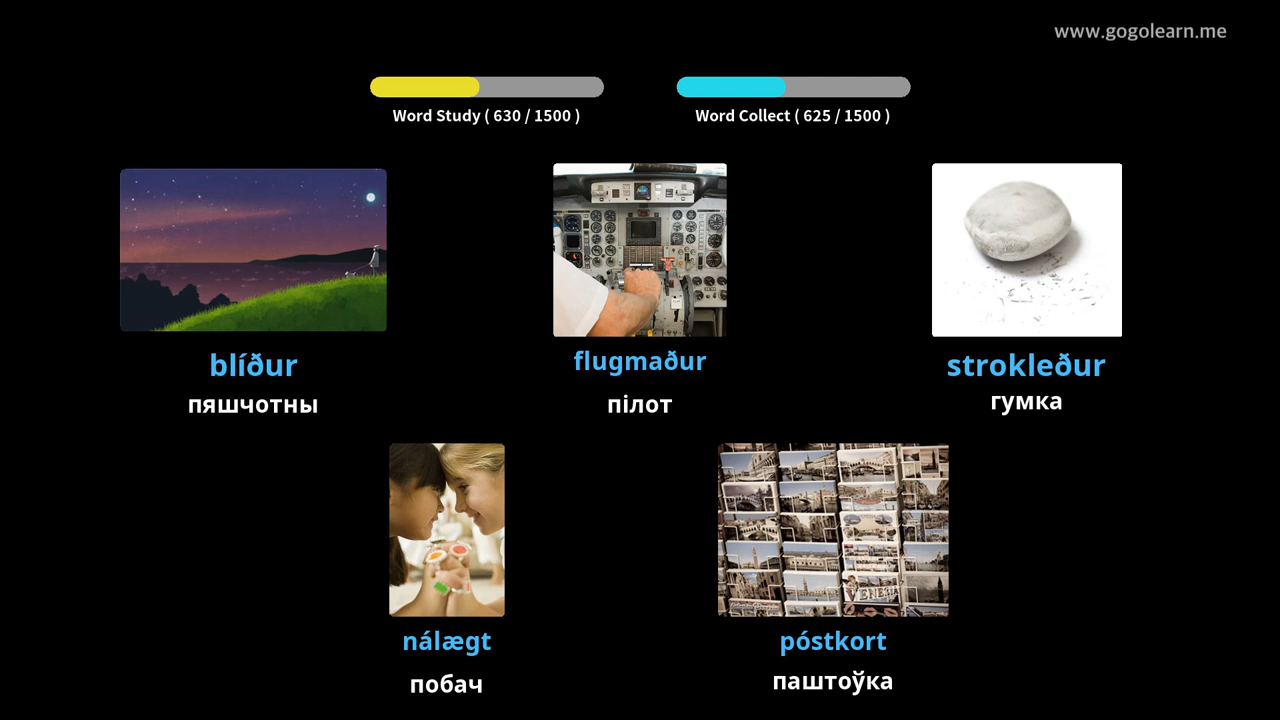 www.gogolearn.me
Word Study ( 630 / 1500 )
Word Collect ( 625 / 1500 )
blíður
пяшчотны
flugmaður
пілот
strokleður
гумка
nálægt
побач
póstkort
паштоўка